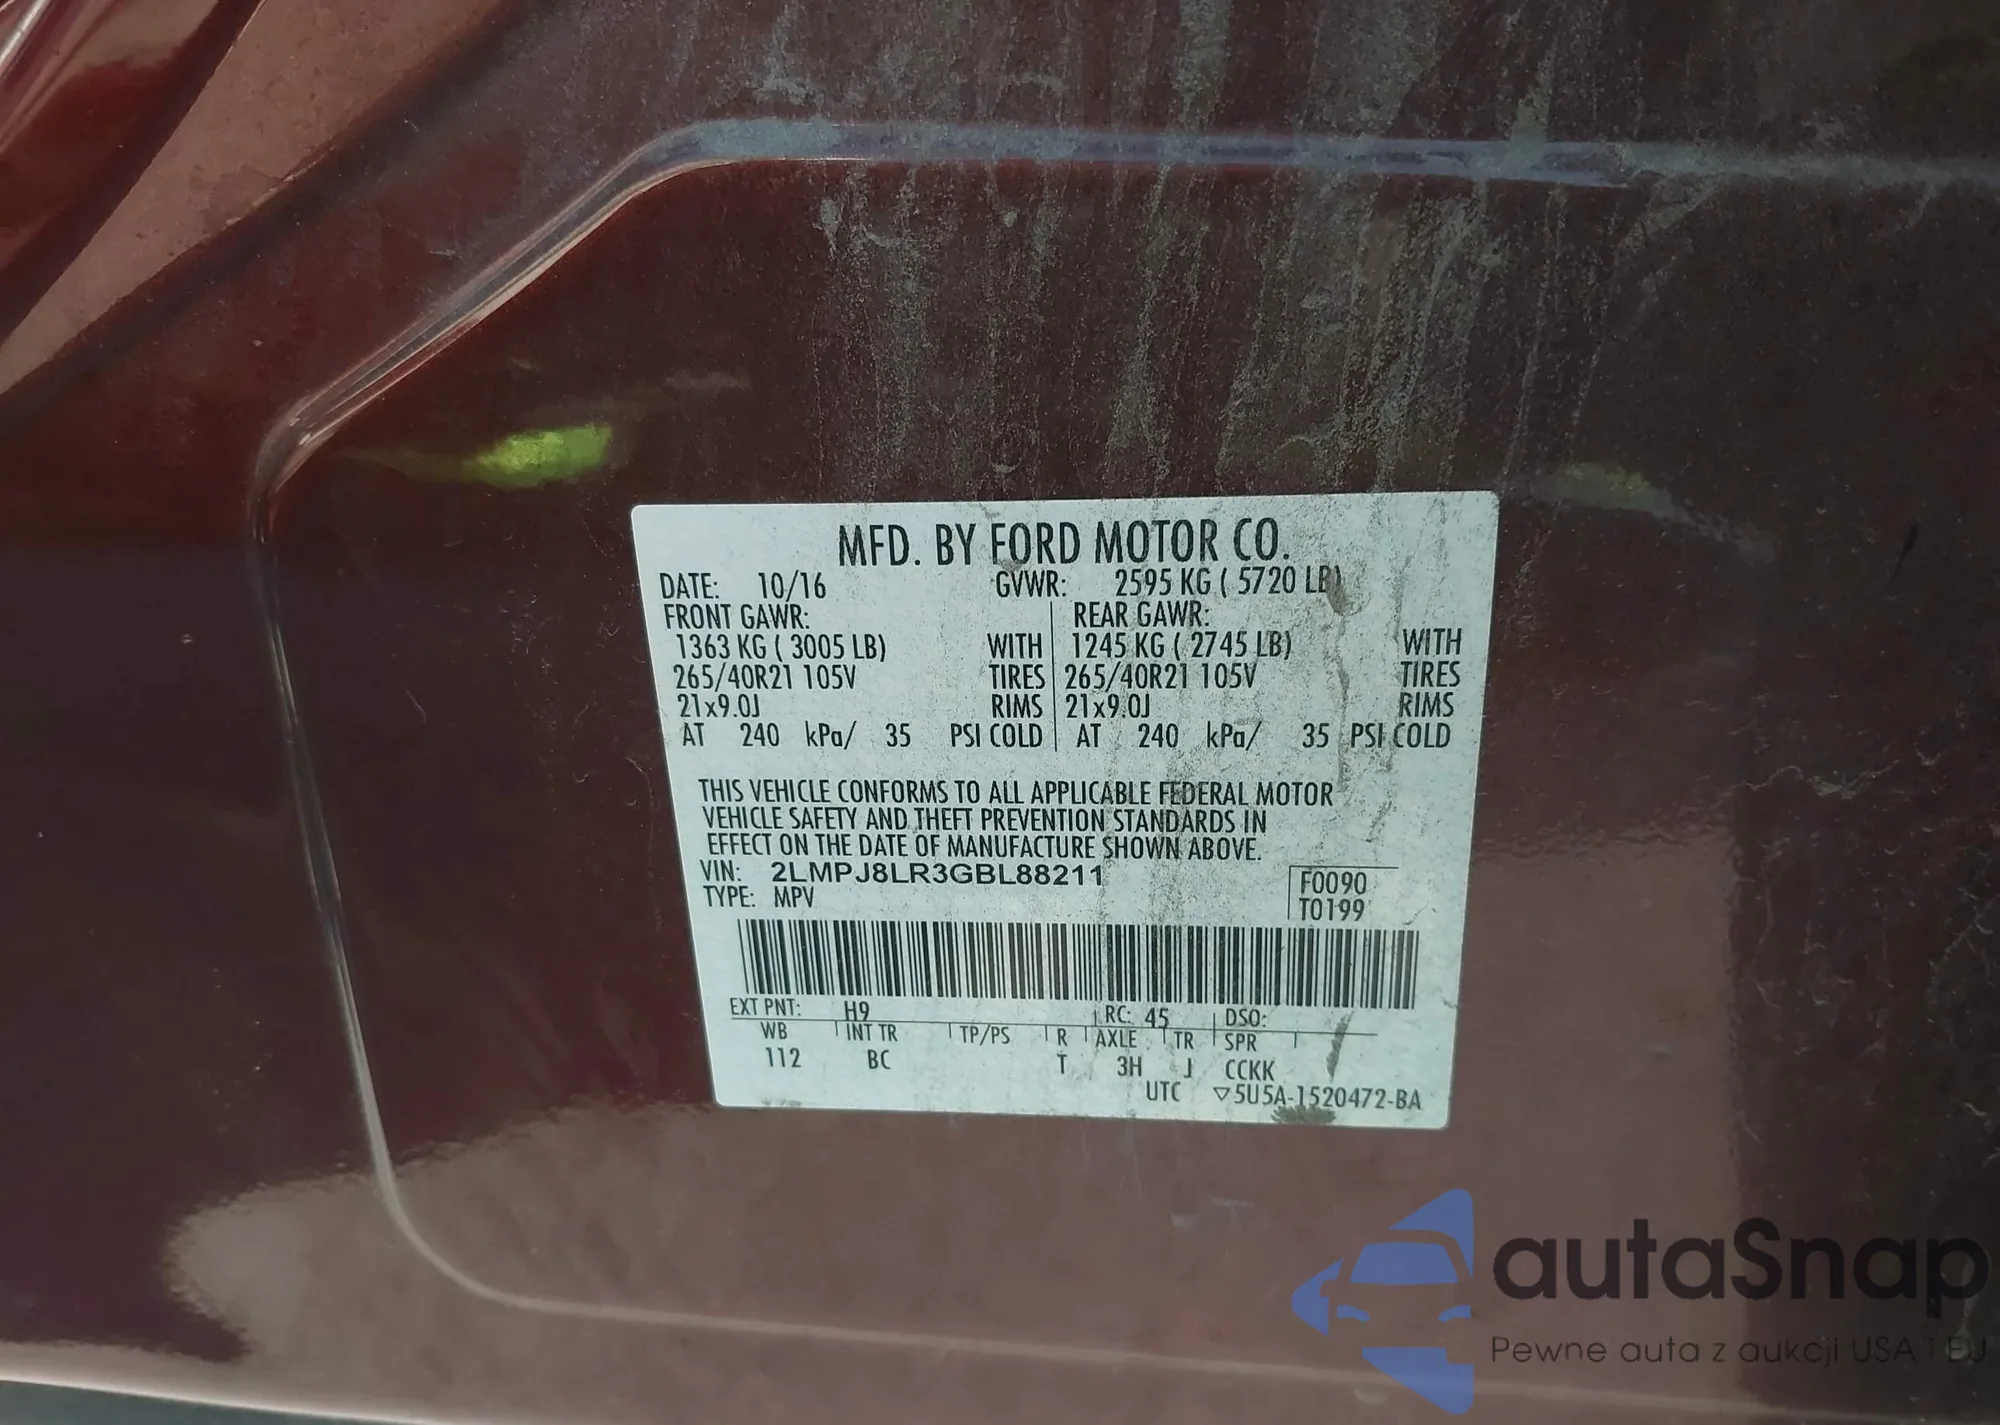 MFD. BY FORD MOTOR CO.
DATE: 10/16 GVWR: 2595 KG ( 5720 LB)
FRONT GAWR: REAR GAWR:
1363 KG ( 3005 LB) WITH 1245 KG ( 2745 LB) WITH
265/40R21 105V TIRES 265/40R21 105V TIRES
21x9.0J RIMS 21x9.0J RIMS
AT 240 kPa/ 35 PSI COLD AT 240 kPa/ 35 PSI COLD
THIS VEHICLE CONFORMS TO ALL APPLICABLE FEDERAL MOTOR
VEHICLE SAFETY AND THEFT PREVENTION STANDARDS IN
EFFECT ON THE DATE OF MANUFACTURE SHOWN ABOVE.
VIN: 2LMPJ8LR3GBL88211
TYPE: MPV
F0090
T0199
EXT PNT: H9 RC: 45 DSO:
WB INT TR TP/PS R AXLE TR SPR
112 BC T 3H J CCKK
UTC ▽5U5A-1520472-BA
autaSnap
Pewne auta z aukcji USA i EU